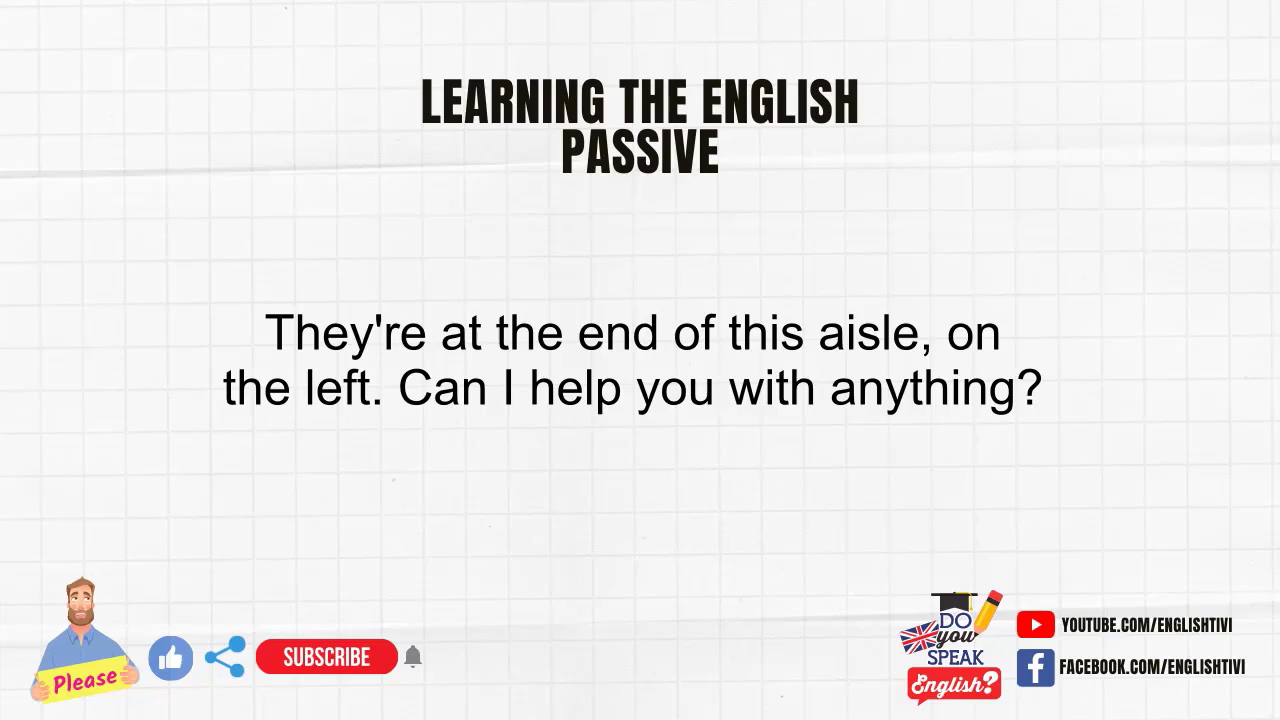 LEARNING THE ENGLISH
PASSIVE
They're at the end of this aisle, on
the left. Can I help you with anything?
Please
SUBSCRIBE
DO
you
SPEAK
English?
YOUTUBE.COM/ENGLISHTIVI
FACEBOOK.COM/ENGLISHTIVI